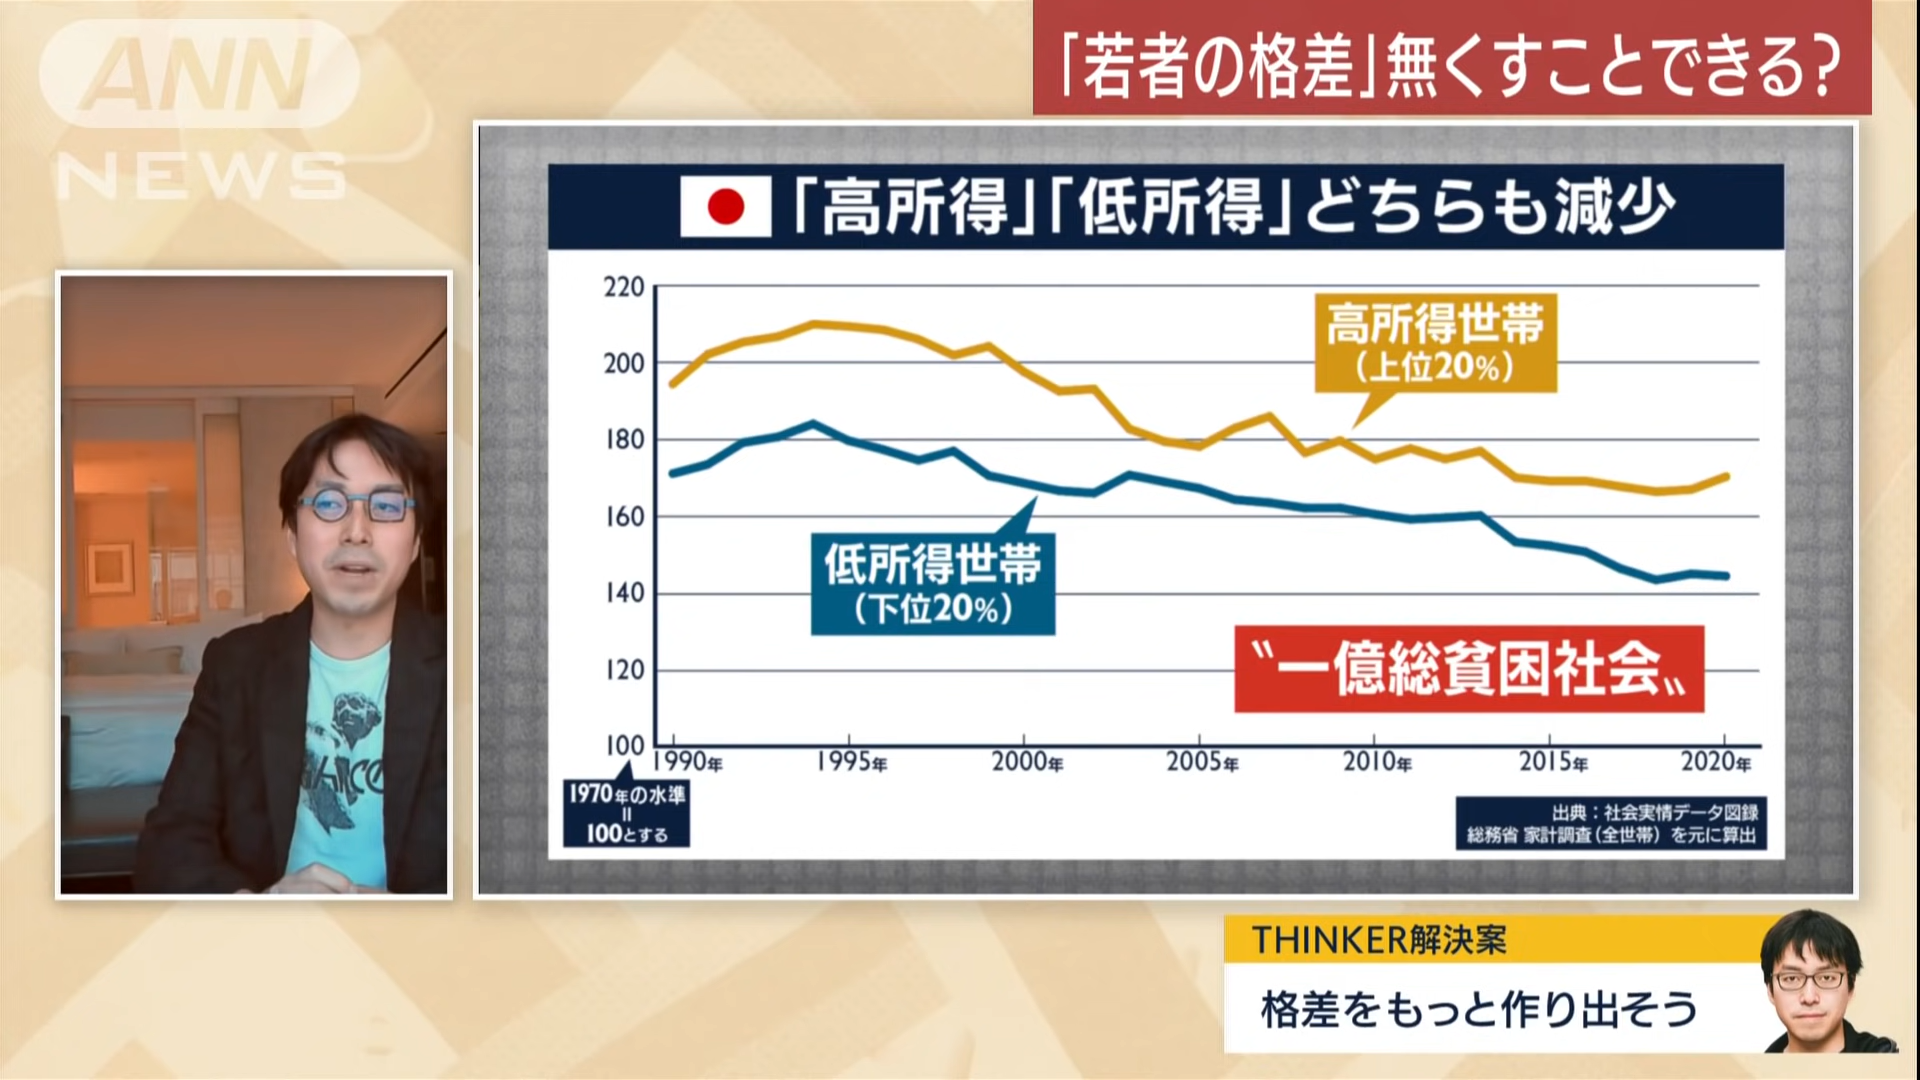 ANN
NEWS
「若者の格差」無くすことできる?
「高所得」「低所得」どちらも減少
220
200
180
160
140
120
100
高所得世帯
(上位20%)
低所得世帯
(下位20%)
〝一億総貧困社会〟
1990年
1995年
2000年
2005年
2010年
2015年
2020年
1970年の水準
=
100とする
出典:社会実情データ図録
総務省 家計調査(全世帯)を元に算出
THINKER解決案
格差をもっと作り出そう